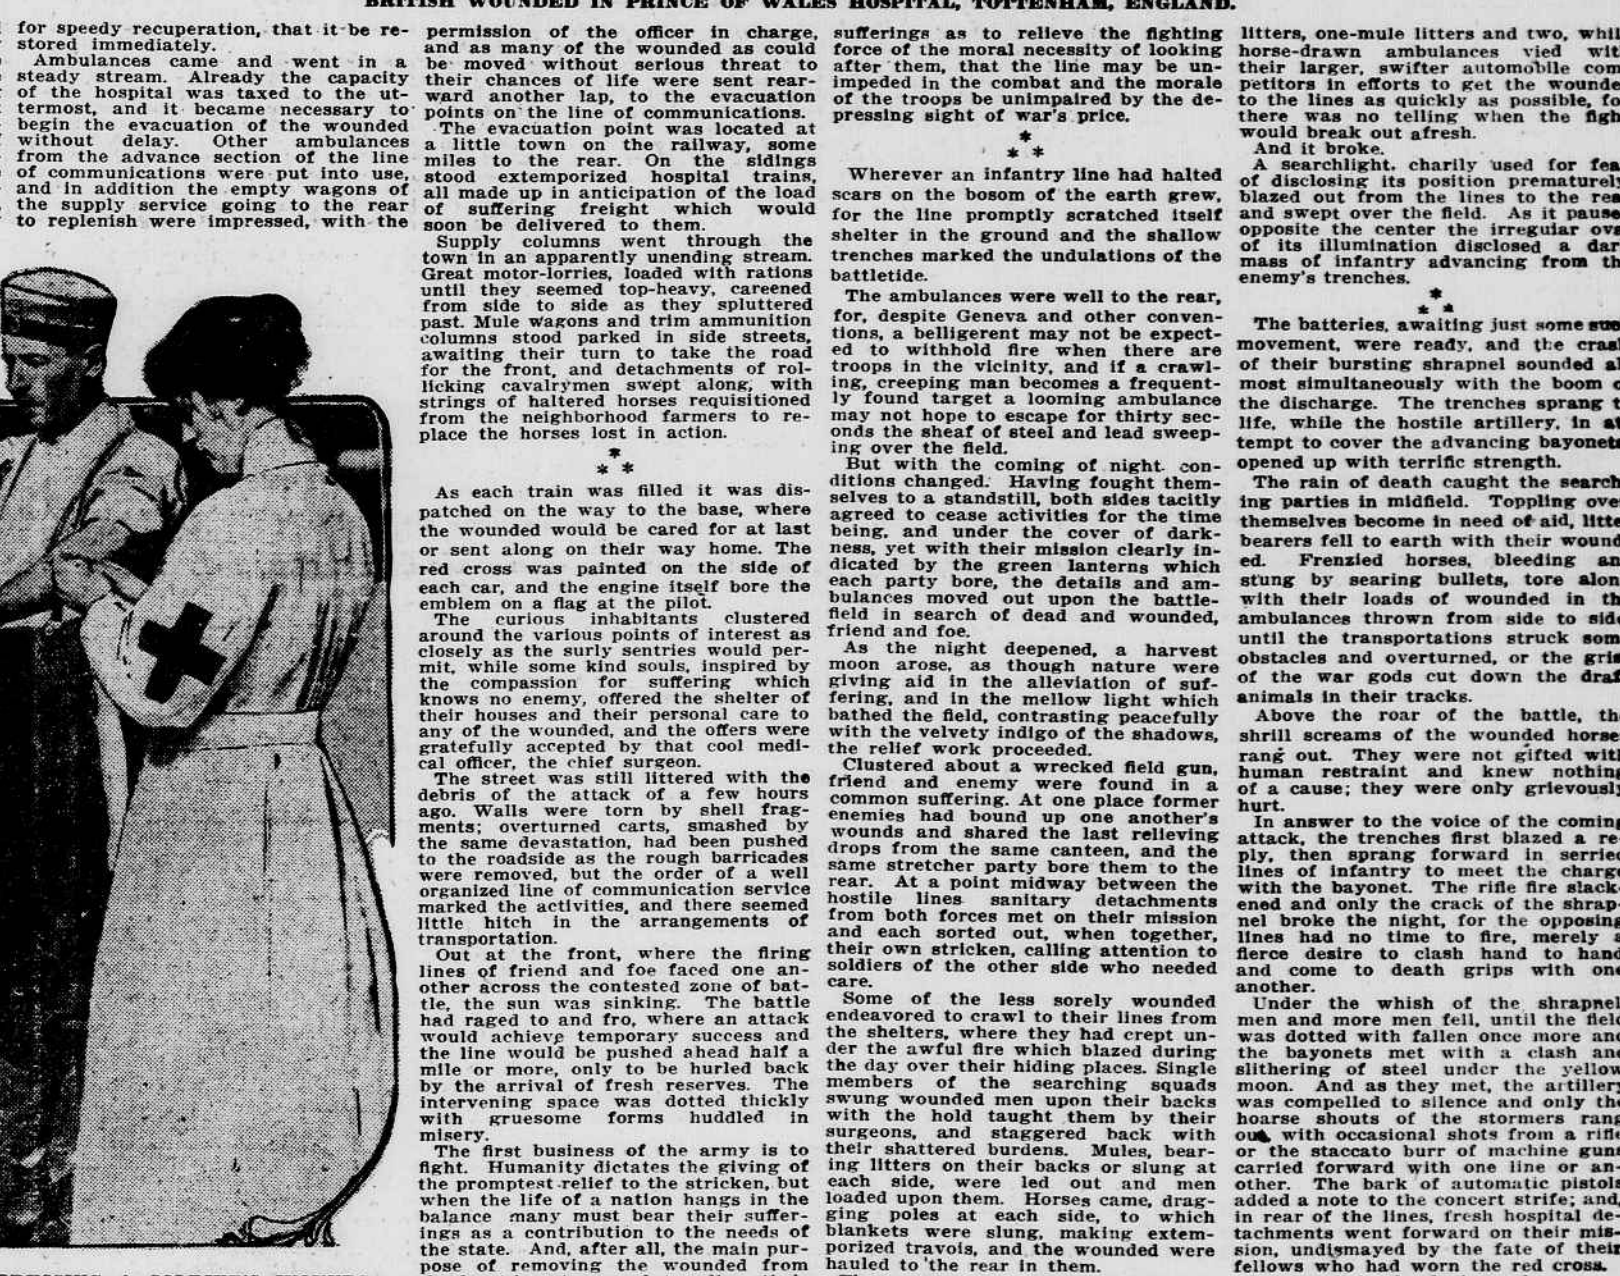 BRITISH WOUNDED IN PRINCE OF WALES HOSPITAL, TOTTENHAM, ENGLAND.
for speedy recuperation, that it be re-
stored immediately.
Ambulances came and went in a
steady stream. Already the capacity
of the hospital was taxed to the ut-
termost, and it became necessary to
begin the evacuation of the wounded
without delay. Other ambulances
from the advance section of the line
of communications were put into use,
and in addition the empty wagons of
the supply service going to the rear
to replenish were impressed, with the
permission of the officer in charge,
and as many of the wounded as could
be moved without serious threat to
their chances of life were sent rear-
ward another lap, to the evacuation
points on the line of communications.
The evacuation point was located at
a little town on the railway, some
miles to the rear. On the sidings
stood extemporized hospital trains,
all made up in anticipation of the load
of suffering freight which would
soon be delivered to them.
Supply columns went through the
town in an apparently unending stream.
Great motor-lorries, loaded with rations
until they seemed top-heavy, careened
from side to side as they spluttered
past. Mule wagons and trim ammunition
columns stood parked in side streets,
awaiting their turn to take the road
for the front, and detachments of rol-
licking cavalrymen swept along, with
strings of haltered horses requisitioned
from the neighborhood farmers to re-
place the horses lost in action.
*
* *
As each train was filled it was dis-
patched on the way to the base, where
the wounded would be cared for at last
or sent along on their way home. The
red cross was painted on the side of
each car, and the engine itself bore the
emblem on a flag at the pilot.
The curious inhabitants clustered
around the various points of interest as
closely as the surly sentries would per-
mit, while some kind souls, inspired by
the compassion for suffering which
knows no enemy, offered the shelter of
their houses and their personal care to
any of the wounded, and the offers were
gratefully accepted by that cool medi-
cal officer, the chief surgeon.
The street was still littered with the
debris of the attack of a few hours
ago. Walls were torn by shell frag-
ments; overturned carts, smashed by
the same devastation, had been pushed
to the roadside as the rough barricades
were removed, but the order of a well
organized line of communication service
marked the activities, and there seemed
little hitch in the arrangements of
transportation.
Out at the front, where the firing
lines of friend and foe faced one an-
other across the contested zone of bat-
tle, the sun was sinking. The battle
had raged to and fro, where an attack
would achieve temporary success and
the line would be pushed ahead half a
mile or more, only to be hurled back
by the arrival of fresh reserves. The
intervening space was dotted thickly
with gruesome forms huddled in
misery.
The first business of the army is to
fight. Humanity dictates the giving of
the promptest relief to the stricken, but
when the life of a nation hangs in the
balance many must bear their suffer-
ings as a contribution to the needs of
the state. And, after all, the main pur-
pose of removing the wounded from
sufferings as to relieve the fighting
force of the moral necessity of looking
after them, that the line may be un-
impeded in the combat and the morale
of the troops be unimpaired by the de-
pressing sight of war's price.
*
* *
Wherever an infantry line had halted
scars on the bosom of the earth grew,
for the line promptly scratched itself
shelter in the ground and the shallow
trenches marked the undulations of the
battletide.
The ambulances were well to the rear,
for, despite Geneva and other conven-
tions, a belligerent may not be expect-
ed to withhold fire when there are
troops in the vicinity, and if a crawl-
ing, creeping man becomes a frequent-
ly found target a looming ambulance
may not hope to escape for thirty sec-
onds the sheaf of steel and lead sweep-
ing over the field.
But with the coming of night con-
ditions changed. Having fought them-
selves to a standstill, both sides tacitly
agreed to cease activities for the time
being, and under the cover of dark-
ness, yet with their mission clearly in-
dicated by the green lanterns which
each party bore, the details and am-
bulances moved out upon the battle-
field in search of dead and wounded,
friend and foe.
As the night deepened, a harvest
moon arose, as though nature were
giving aid in the alleviation of suf-
fering, and in the mellow light which
bathed the field, contrasting peacefully
with the velvety indigo of the shadows,
the relief work proceeded.
Clustered about a wrecked field gun,
friend and enemy were found in a
common suffering. At one place former
enemies had bound up one another's
wounds and shared the last relieving
drops from the same canteen, and the
same stretcher party bore them to the
rear. At a point midway between the
hostile lines sanitary detachments
from both forces met on their mission
and each sorted out, when together,
their own stricken, calling attention to
soldiers of the other side who needed
care.
Some of the less sorely wounded
endeavored to crawl to their lines from
the shelters, where they had crept un-
der the awful fire which blazed during
the day over their hiding places. Single
members of the searching squads
swung wounded men upon their backs
with the hold taught them by their
surgeons, and staggered back with
their shattered burdens. Mules, bear-
ing litters on their backs or slung at
each side, were led out and men
loaded upon them. Horses came, drag-
ging poles at each side, to which
blankets were slung, making extem-
porized travois, and the wounded were
hauled to the rear in them.
litters, one-mule litters and two, whil
horse-drawn ambulances vied wit
their larger, swifter automobile com
petitors in efforts to get the wounde
to the lines as quickly as possible, fo
there was no telling when the figh
would break out afresh.
And it broke.
A searchlight, charily used for fea
of disclosing its position prematurely
blazed out from the lines to the rea
and swept over the field. As it pause
opposite the center the irregular ova
of its illumination disclosed a dar
mass of infantry advancing from th
enemy's trenches.
*
* *
The batteries, awaiting just some suc
movement, were ready, and the cras
of their bursting shrapnel sounded al
most simultaneously with the boom o
the discharge. The trenches sprang t
life, while the hostile artillery, in at
tempt to cover the advancing bayonets
opened up with terrific strength.
The rain of death caught the search
ing parties in midfield. Toppling ove
themselves become in need of aid, litte
bearers fell to earth with their wound
ed. Frenzied horses, bleeding an
stung by searing bullets, tore alon
with their loads of wounded in th
ambulances thrown from side to side
until the transportations struck som
obstacles and overturned, or the grim
of the war gods cut down the draf
animals in their tracks.
Above the roar of the battle, th
shrill screams of the wounded horse
rang out. They were not gifted with
human restraint and knew nothing
of a cause; they were only grievously
hurt.
In answer to the voice of the coming
attack, the trenches first blazed a re-
ply, then sprang forward in serried
lines of infantry to meet the charge
with the bayonet. The rifle fire slack-
ened and only the crack of the shrap-
nel broke the night, for the opposing
lines had no time to fire, merely a
fierce desire to clash hand to hand
and come to death grips with one
another.
Under the whish of the shrapnel
men and more men fell, until the field
was dotted with fallen once more and
the bayonets met with a clash and
slithering of steel under the yellow
moon. And as they met, the artillery
was compelled to silence and only the
hoarse shouts of the stormers rang
out, with occasional shots from a rifle
or the staccato burr of machine guns
carried forward with one line or an-
other. The bark of automatic pistols
added a note to the concert strife; and,
in rear of the lines, fresh hospital de-
tachments went forward on their mis-
sion, undismayed by the fate of their
fellows who had worn the red cross.